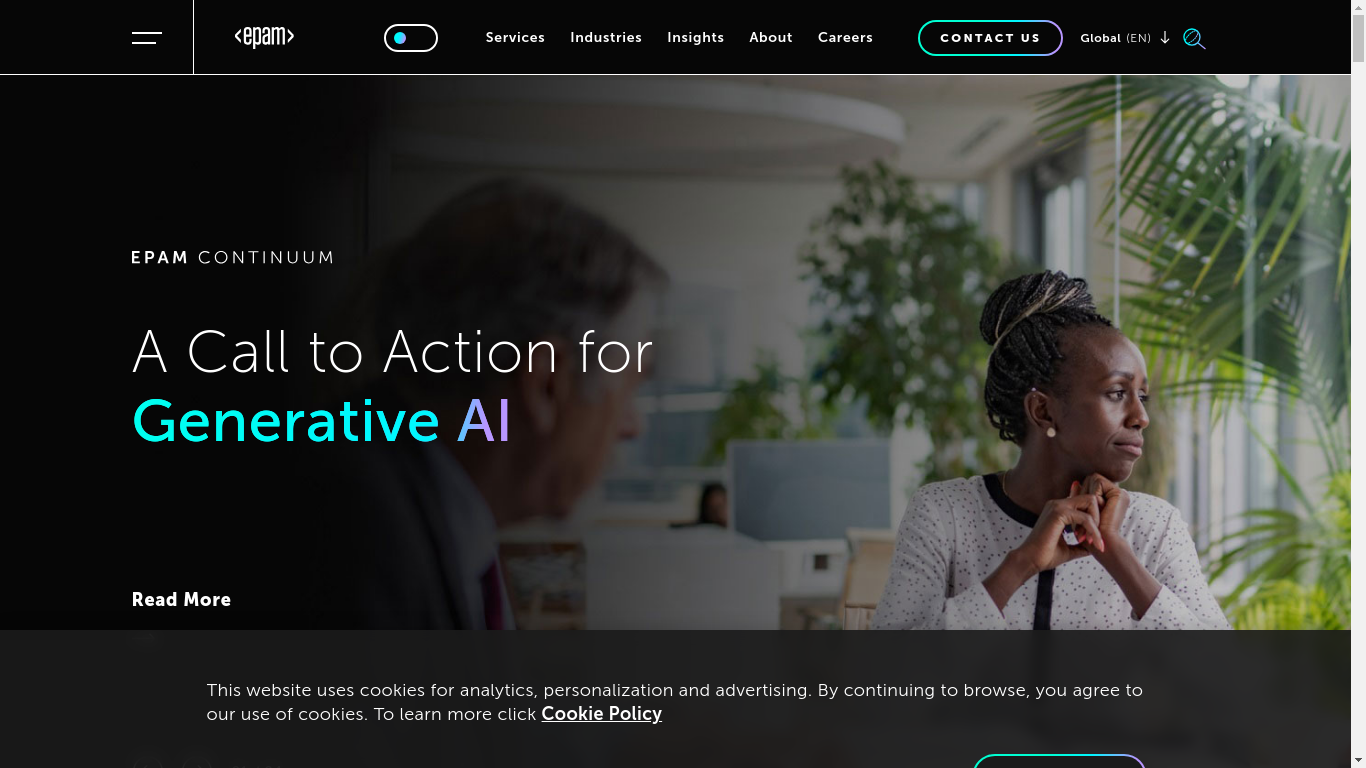 <epam>
Services
Industries
Insights
About
Careers
CONTACT US
Global (EN)
EPAM CONTINUUM
A Call to Action for
Generative AI
Read More
This website uses cookies for analytics, personalization and advertising. By continuing to browse, you agree to
our use of cookies. To learn more click Cookie Policy